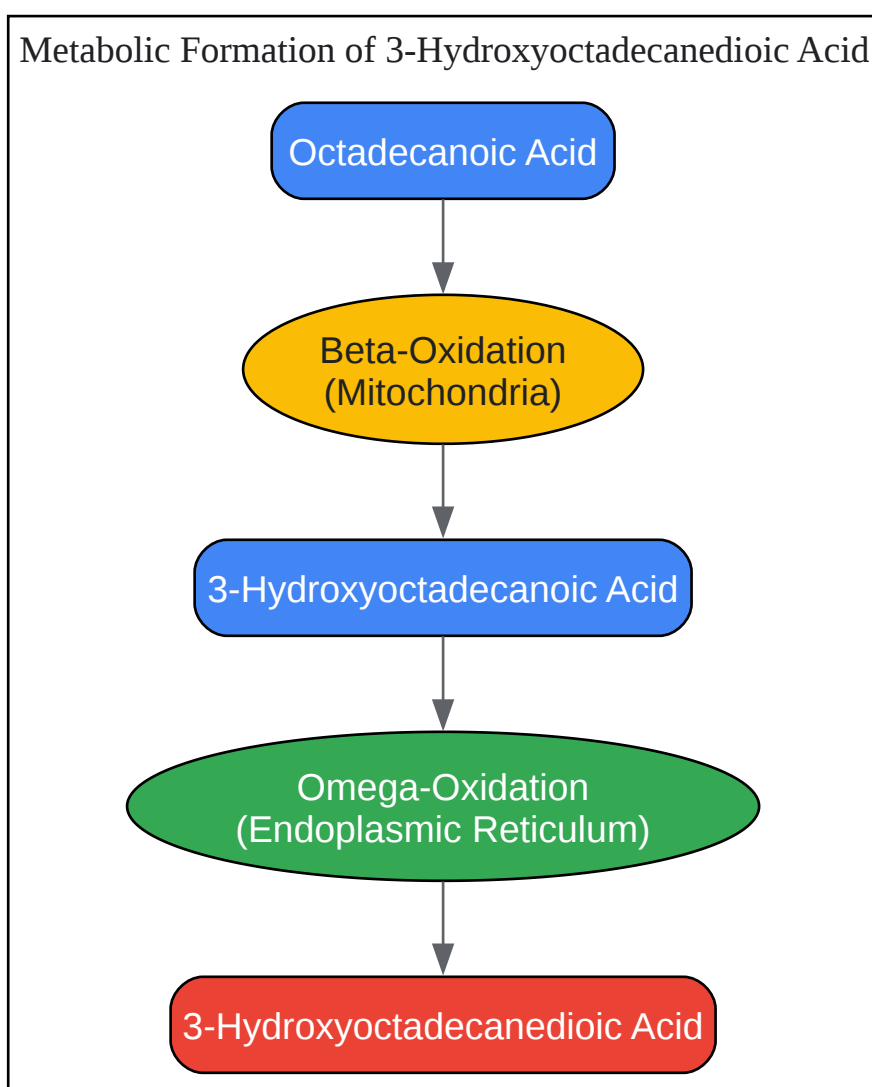 Metabolic Formation of 3-Hydroxyoctadecanedioic Acid
Octadecanoic Acid
Beta-Oxidation
(Mitochondria)
3-Hydroxyoctadecanoic Acid
Omega-Oxidation
(Endoplasmic Reticulum)
3-Hydroxyoctadecanedioic Acid